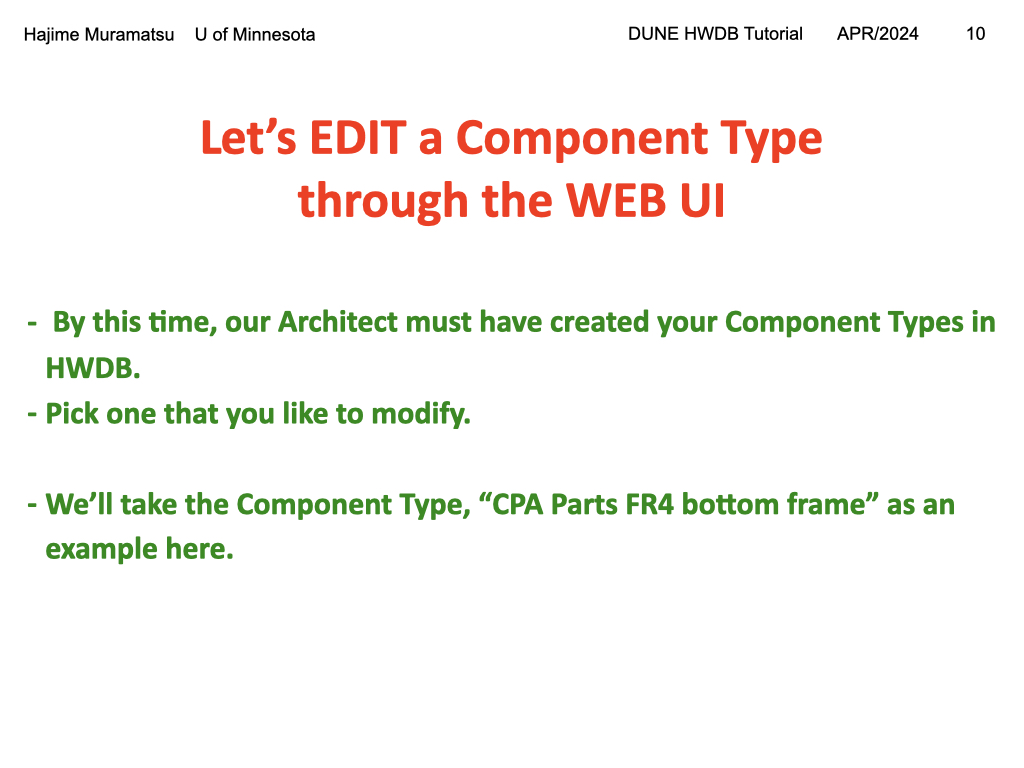 Hajime Muramatsu U of Minnesota DUNE HWDB Tutorial APR/2024 10
Let’s EDIT a Component Type
through the WEB UI
- By this time, our Architect must have created your Component Types in
HWDB.
- Pick one that you like to modify.
- We’ll take the Component Type, “CPA Parts FR4 bottom frame” as an
example here.